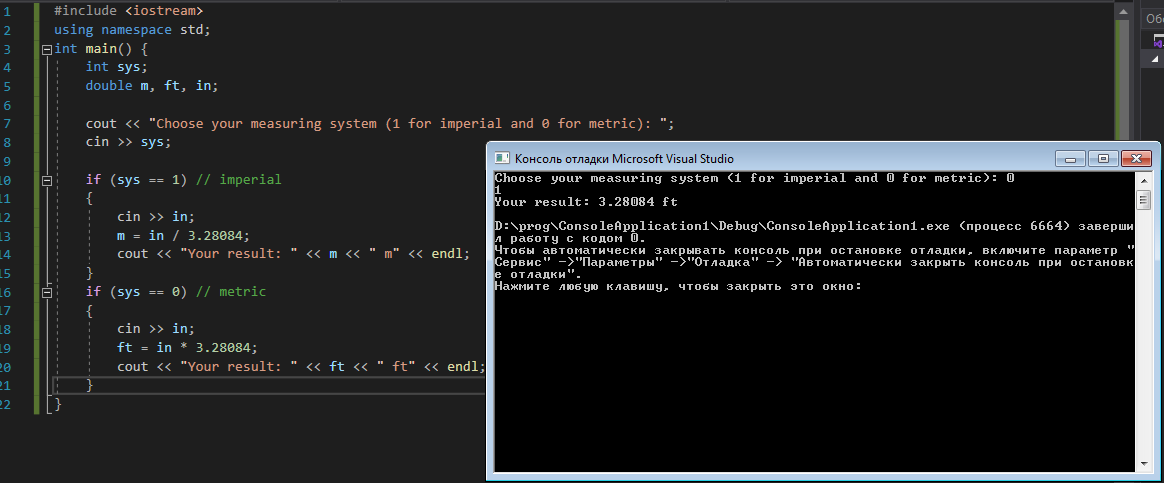 1 #include <iostream>
2 using namespace std;
3 int main() {
4 int sys;
5 double m, ft, in;
6
7 cout << "Choose your measuring system (1 for imperial and 0 for metric): ";
8 cin >> sys;
9
10 if (sys == 1) // imperial
11 {
12 cin >> in;
13 m = in / 3.28084;
14 cout << "Your result: " << m << " m" << endl;
15 }
16 if (sys == 0) // metric
17 {
18 cin >> in;
19 ft = in * 3.28084;
20 cout << "Your result: " << ft << " ft" << endl;
21 }
22 }
Консоль отладки Microsoft Visual Studio
Choose your measuring system (1 for imperial and 0 for metric): 0
1
Your result: 3.28084 ft
D:\prog\ConsoleApplication1\Debug\ConsoleApplication1.exe (процесс 6664) заверши
л работу с кодом 0.
Чтобы автоматически закрывать консоль при остановке отладки, включите параметр "
Сервис" ->"Параметры" ->"Отладка" -> "Автоматически закрыть консоль при остановк
е отладки".
Нажмите любую клавишу, чтобы закрыть это окно: